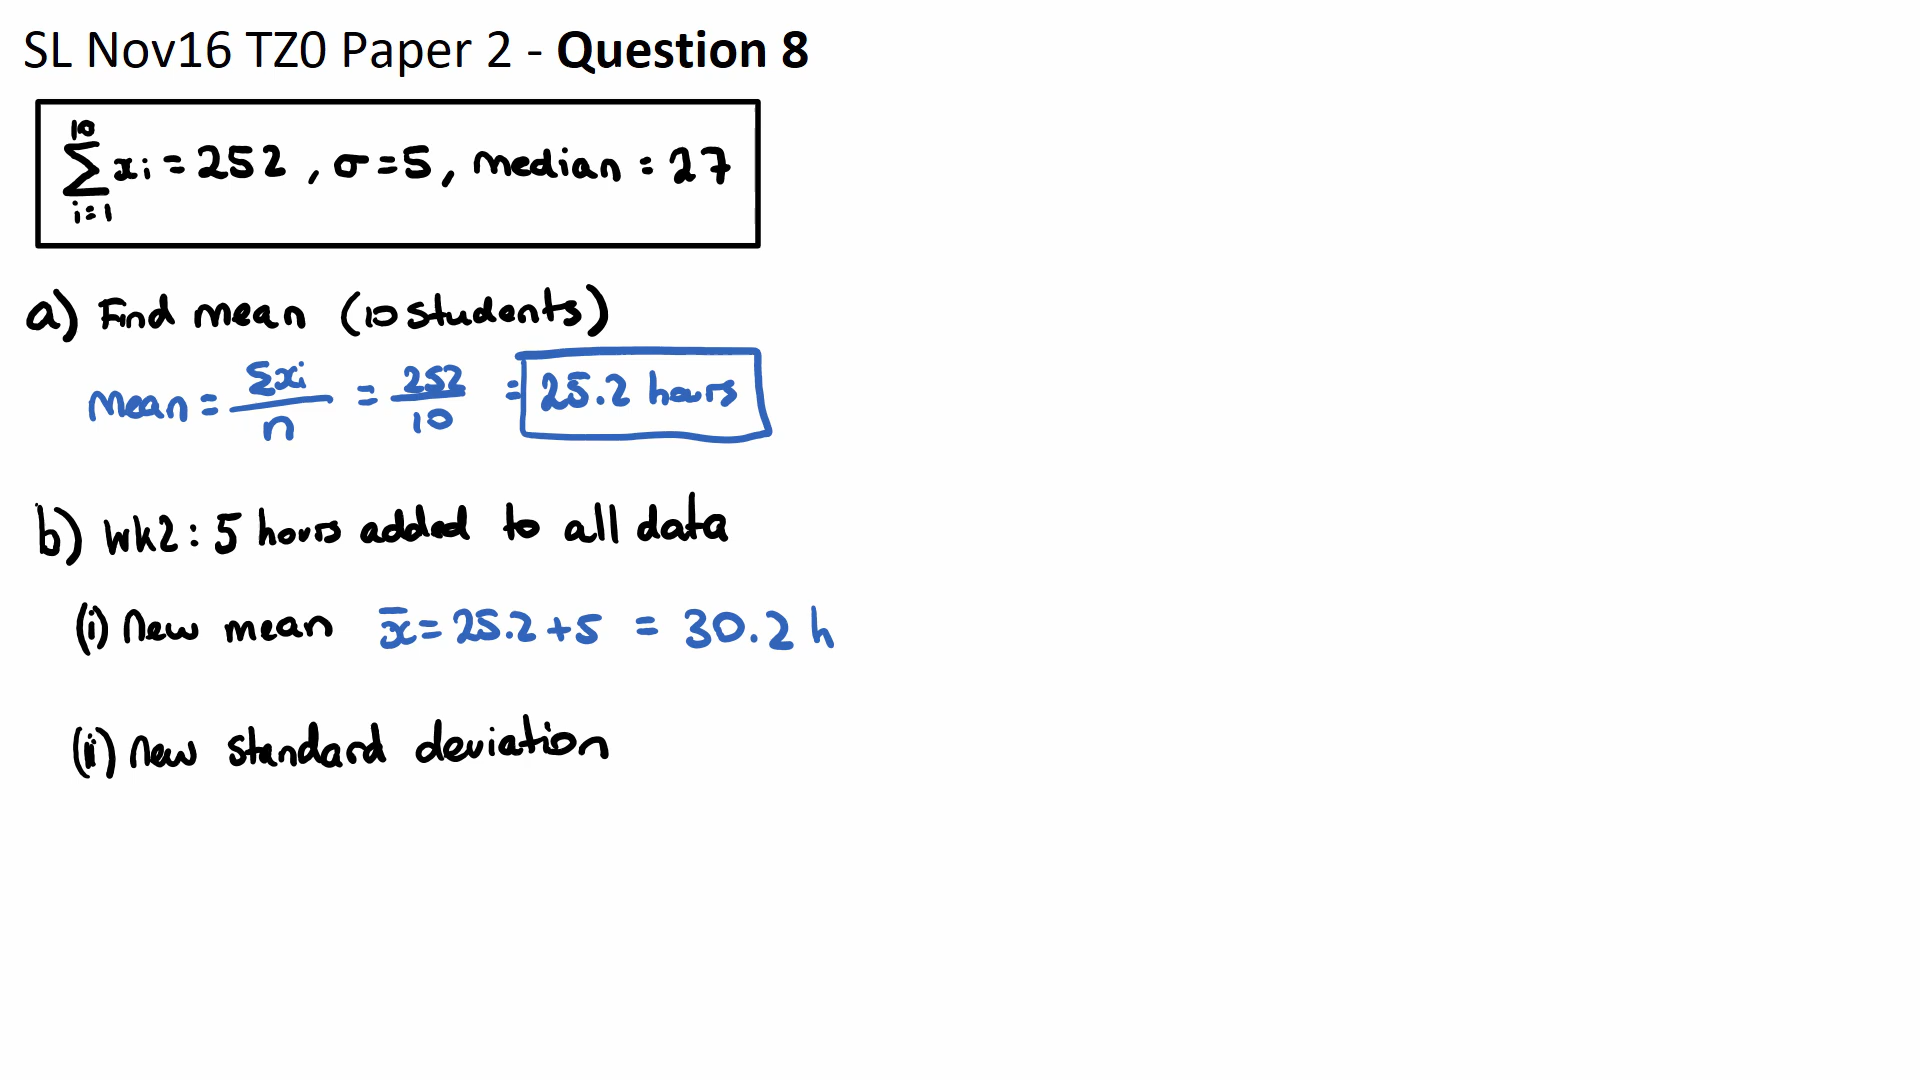 SL Nov16 TZ0 Paper 2 - Question 8
10
∑ xi = 252 , σ = 5 , median = 27
i=1
a) Find mean (10 students)
mean = Σxi / n = 252 / 10 = 25.2 hours
b) wk2 : 5 hours added to all data
(i) new mean x̄ = 25.2 + 5 = 30.2 h
(ii) new standard deviation